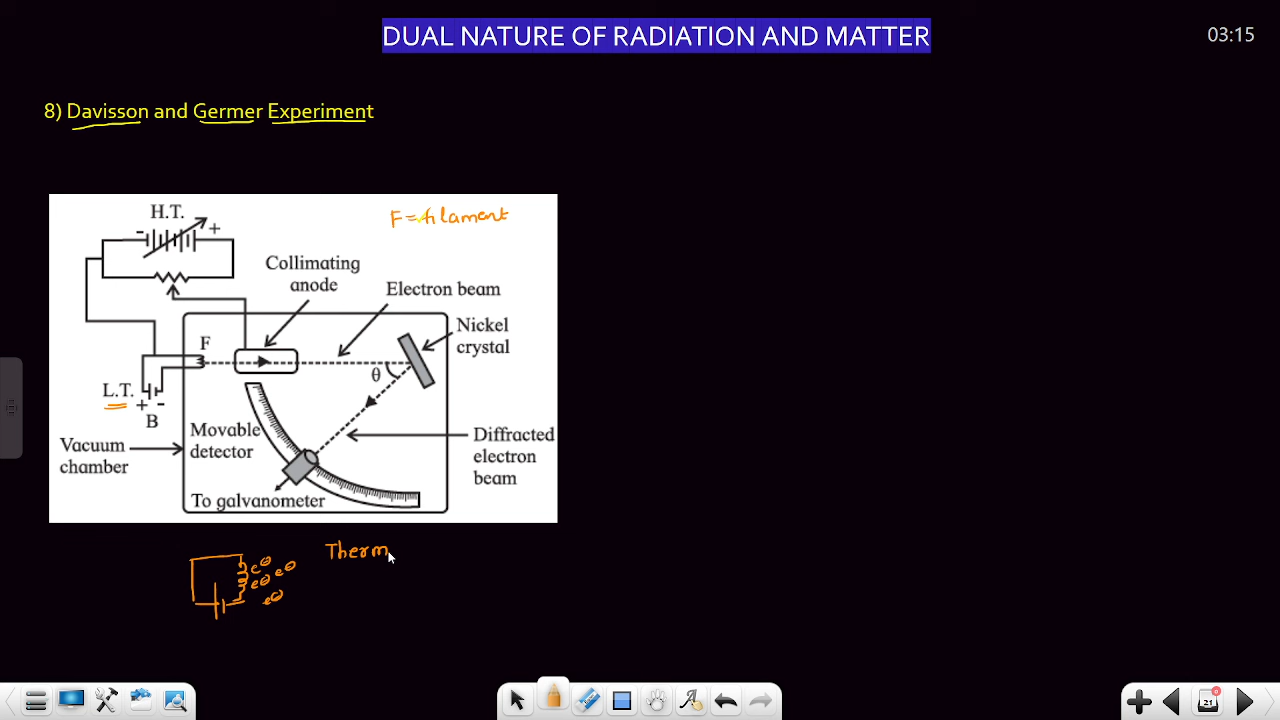 DUAL NATURE OF RADIATION AND MATTER
03:15
8) Davisson and Germer Experiment
H.T.
- +
F = filament
Collimating
anode
Electron beam
Nickel
crystal
F
θ
L.T.
+ -
B
Vacuum
chamber
Movable
detector
Diffracted
electron
beam
To galvanometer
Therm
e⊖ e⊖
e⊖
e⊖
21